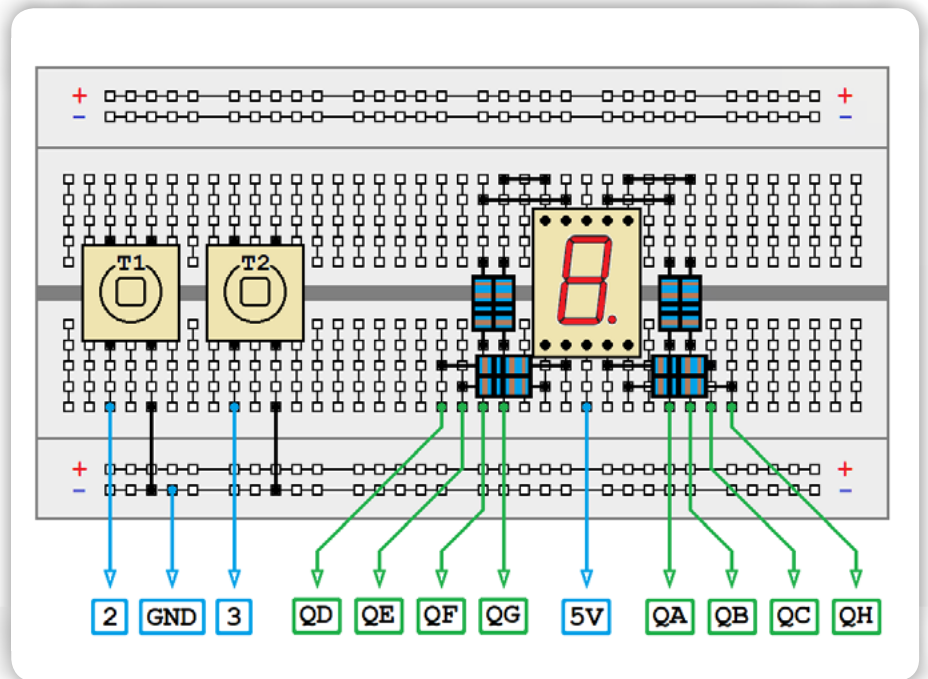 + +
− −
T1 T2
+ +
− −
2 GND 3 QD QE QF QG 5V QA QB QC QH